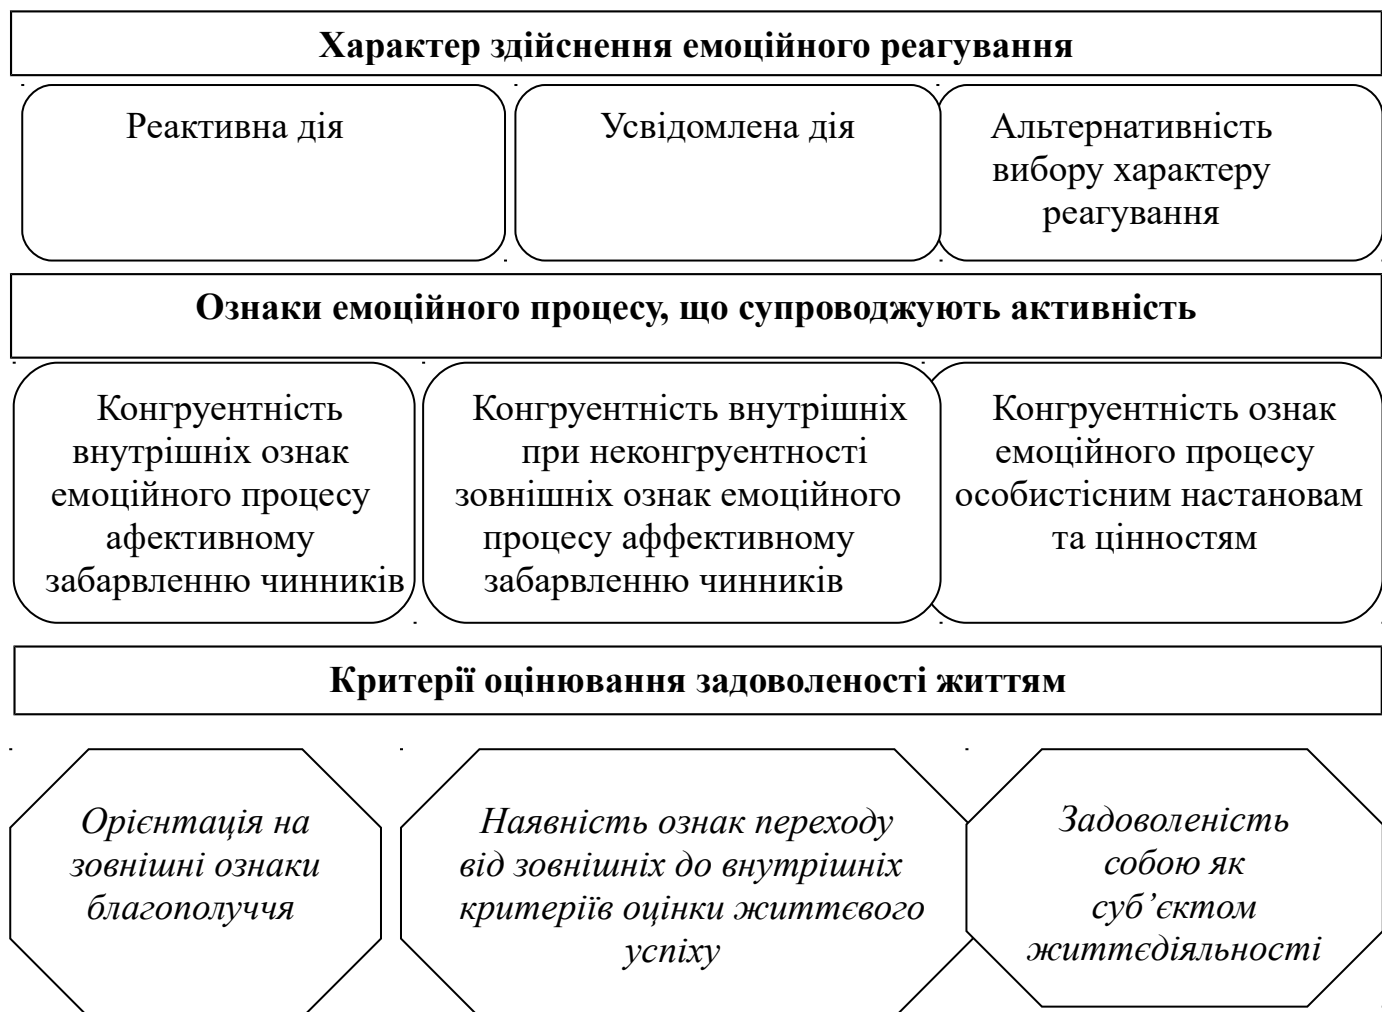 Характер здійснення емоційного реагування
Реактивна дія
Усвідомлена дія
Альтернативність
вибору характеру
реагування
Ознаки емоційного процесу, що супроводжують активність
Конгруентність
внутрішніх ознак
емоційного процесу
афективному
забарвленню чинників
Конгруентність внутрішніх
при неконгруентності
зовнішніх ознак емоційного
процесу аффективному
забарвленню чинників
Конгруентність ознак
емоційного процесу
особистісним настановам
та цінностям
Критерії оцінювання задоволеності життям
Орієнтація на
зовнішні ознаки
благополуччя
Наявність ознак переходу
від зовнішніх до внутрішніх
критеріїв оцінки життєвого
успіху
Задоволеність
собою як
суб’єктом
життєдіяльності